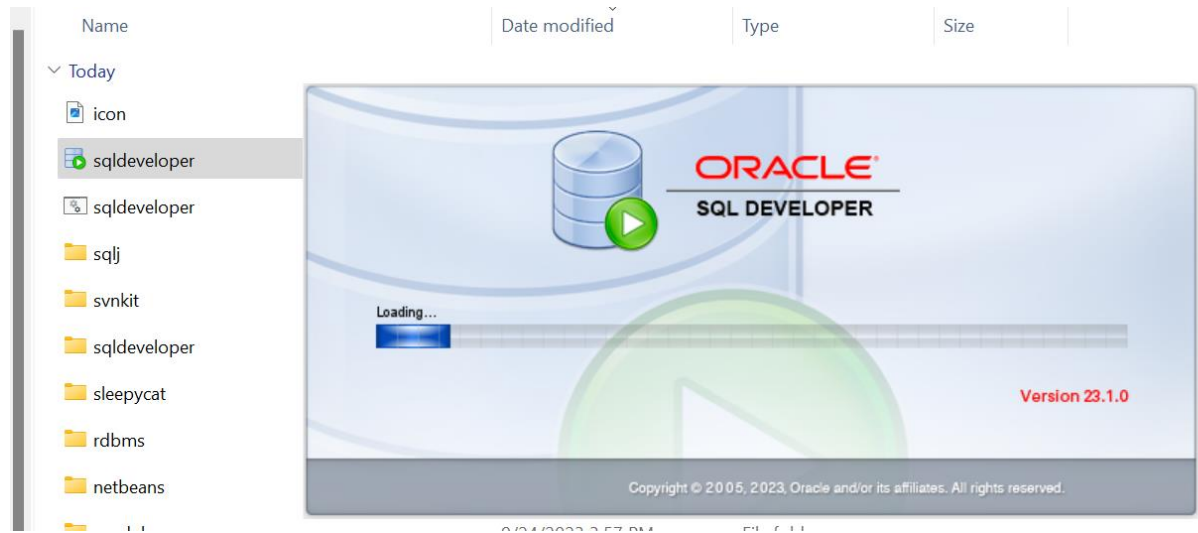 Name Date modified Type Size
Today
icon
sqldeveloper
sqldeveloper
sqlj
svnkit
sqldeveloper
sleepycat
rdbms
netbeans
ORACLE
SQL DEVELOPER
Loading...
Version 23.1.0
Copyright © 2005, 2023, Oracle and/or its affiliates. All rights reserved.